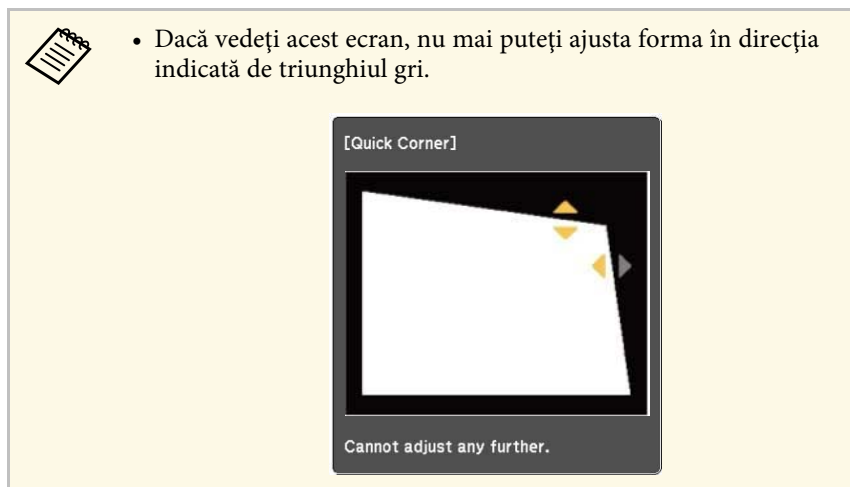 • Dacă vedeţi acest ecran, nu mai puteţi ajusta forma în direcţia
indicată de triunghiul gri.
[Quick Corner]
Cannot adjust any further.